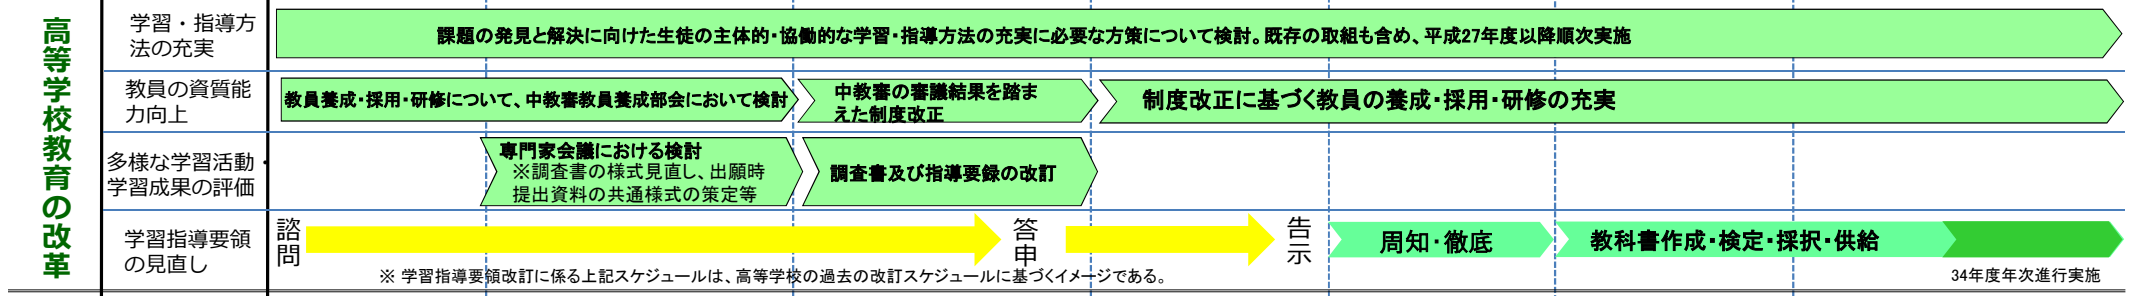 高等学校教育の改革
学習・指導方
法の充実
課題の発見と解決に向けた生徒の主体的・協働的な学習・指導方法の充実に必要な方策について検討。既存の取組も含め、平成27年度以降順次実施
教員の資質能
力向上
教員養成・採用・研修について、中教審教員養成部会において検討
中教審の審議結果を踏ま
えた制度改正
制度改正に基づく教員の養成・採用・研修の充実
多様な学習活動・
学習成果の評価
専門家会議における検討
※調査書の様式見直し、出願時
提出資料の共通様式の策定等
調査書及び指導要録の改訂
学習指導要領
の見直し
諮問
答申
告示
周知・徹底
教科書作成・検定・採択・供給
※ 学習指導要領改訂に係る上記スケジュールは、高等学校の過去の改訂スケジュールに基づくイメージである。
34年度年次進行実施